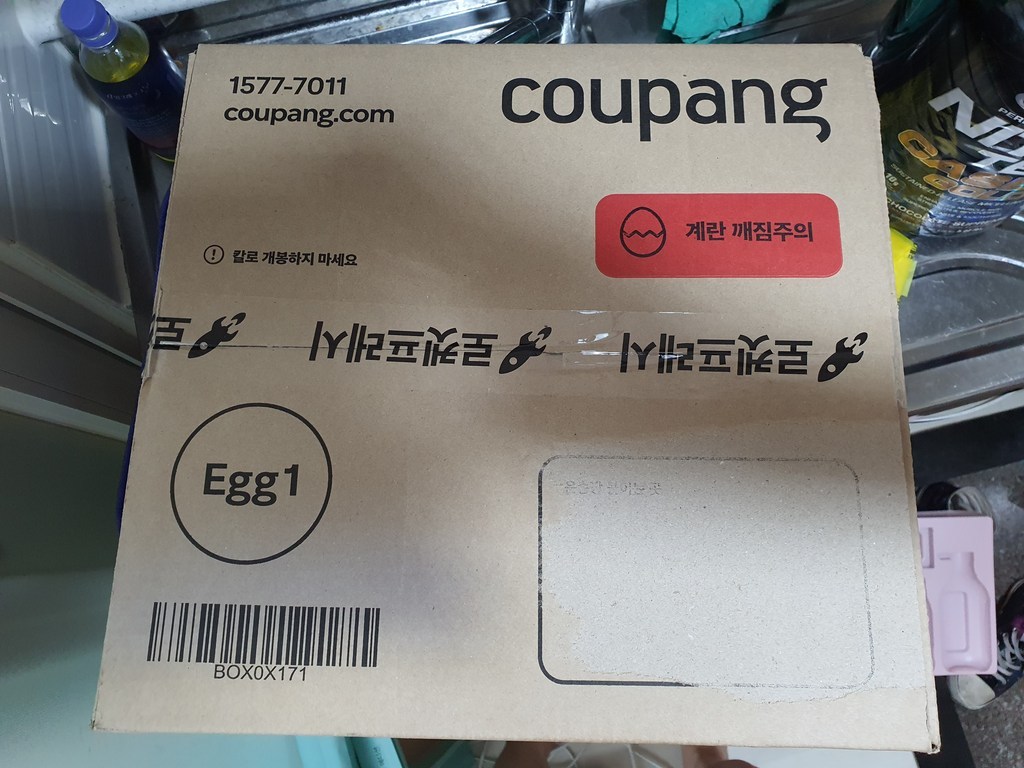 1577-7011
coupang.com
coupang
계란 깨짐주의
칼로 개봉하지 마세요
로켓프레시
로켓프레시
로
Egg1
BOX0X171